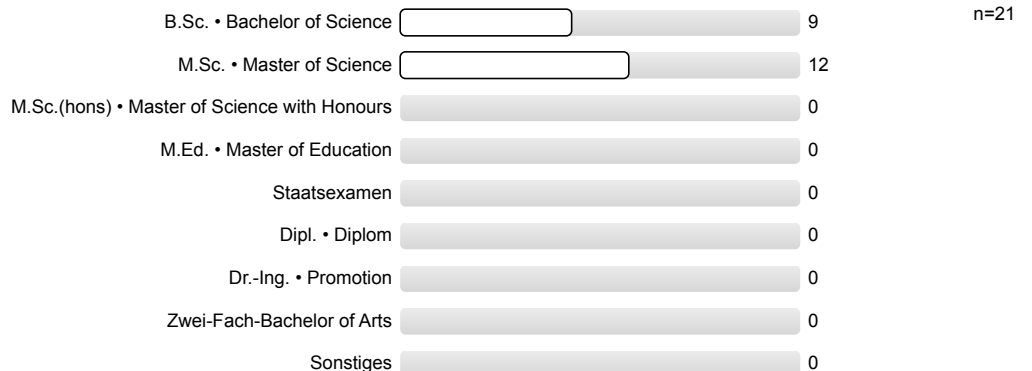 B.Sc. • Bachelor of Science 9 n=21
M.Sc. • Master of Science 12
M.Sc.(hons) • Master of Science with Honours 0
M.Ed. • Master of Education 0
Staatsexamen 0
Dipl. • Diplom 0
Dr.-Ing. • Promotion 0
Zwei-Fach-Bachelor of Arts 0
Sonstiges 0